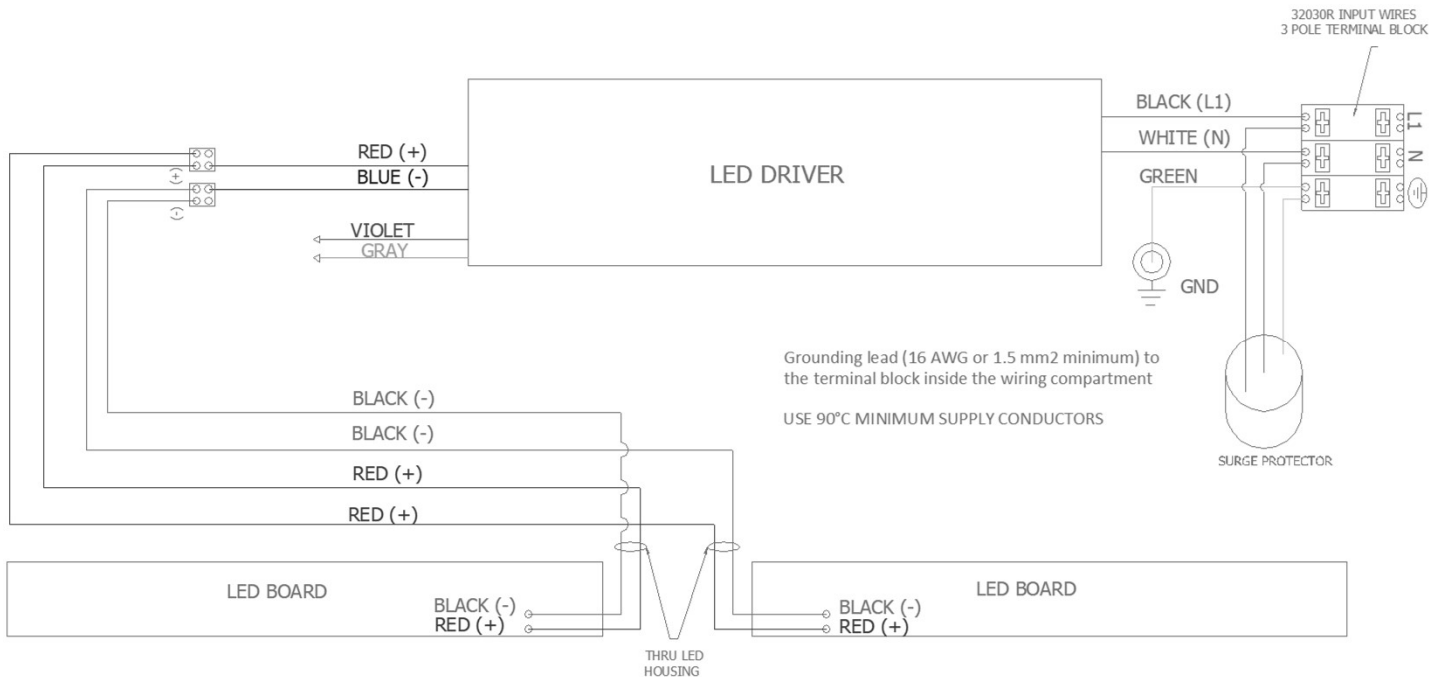 32030R INPUT WIRES
3 POLE TERMINAL BLOCK
BLACK (L1)
L1
RED (+)
WHITE (N)
N
(+)
BLUE (-)
LED DRIVER
GREEN
(-)
VIOLET
GRAY
GND
Grounding lead (16 AWG or 1.5 mm2 minimum) to
the terminal block inside the wiring compartment
BLACK (-)
USE 90°C MINIMUM SUPPLY CONDUCTORS
BLACK (-)
SURGE PROTECTOR
RED (+)
RED (+)
LED BOARD
LED BOARD
BLACK (-)
RED (+)
BLACK (-)
RED (+)
THRU LED
HOUSING